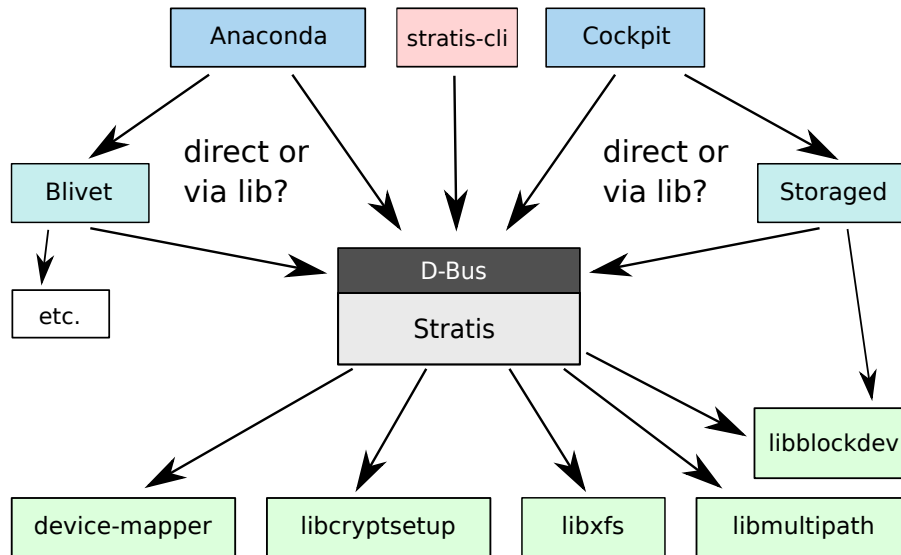 Anaconda
stratis-cli
Cockpit
direct or
via lib?
direct or
via lib?
Blivet
Storaged
D-Bus
Stratis
etc.
libblockdev
device-mapper
libcryptsetup
libxfs
libmultipath